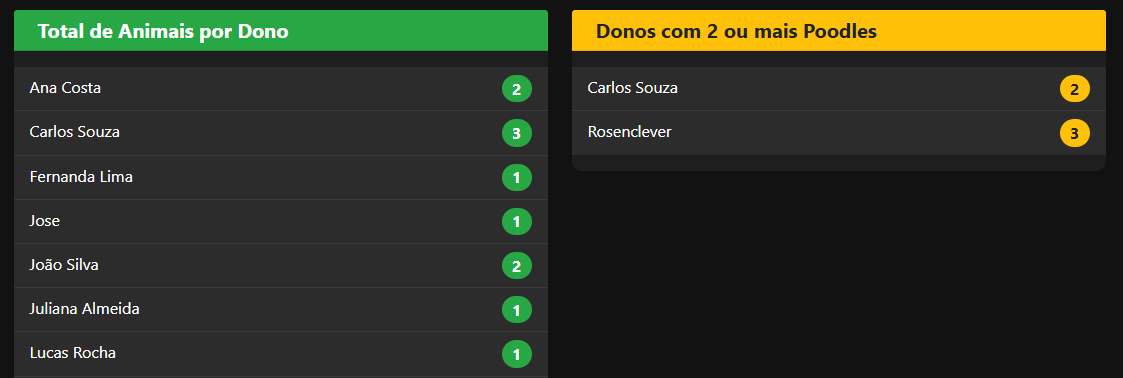 Total de Animais por Dono
Ana Costa 2
Carlos Souza 3
Fernanda Lima 1
Jose 1
João Silva 2
Juliana Almeida 1
Lucas Rocha 1
Donos com 2 ou mais Poodles
Carlos Souza 2
Rosenclever 3